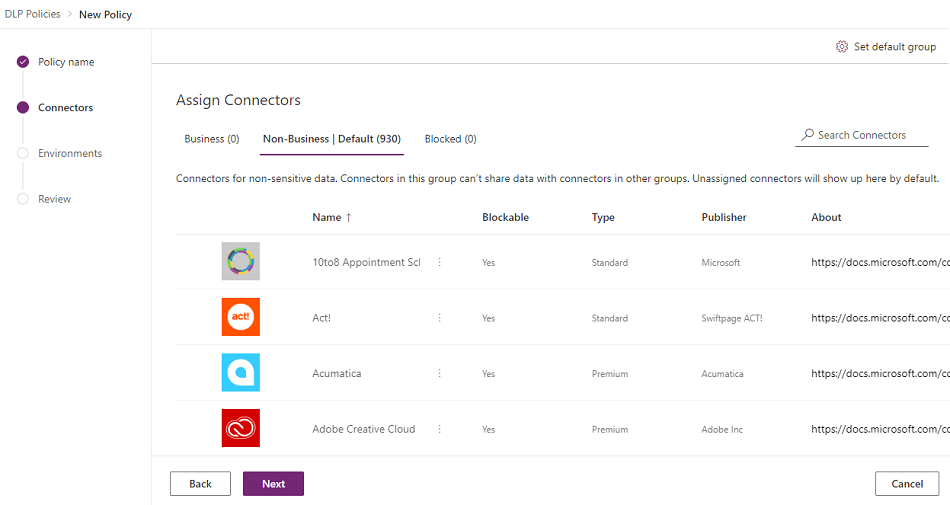 DLP Policies > New Policy
Policy name
Connectors
Environments
Review
Set default group
Assign Connectors
Business (0) Non-Business | Default (930) Blocked (0) Search Connectors
Connectors for non-sensitive data. Connectors in this group can't share data with connectors in other groups. Unassigned connectors will show up here by default.
Name ↑ Blockable Type Publisher About
10to8 Appointment Scl Yes Standard Microsoft https://docs.microsoft.com/co
act! Act! Yes Standard Swiftpage ACT! https://docs.microsoft.com/co
Acumatica Yes Premium Acumatica https://docs.microsoft.com/co
Adobe Creative Cloud Yes Premium Adobe Inc https://docs.microsoft.com/co
Back Next Cancel